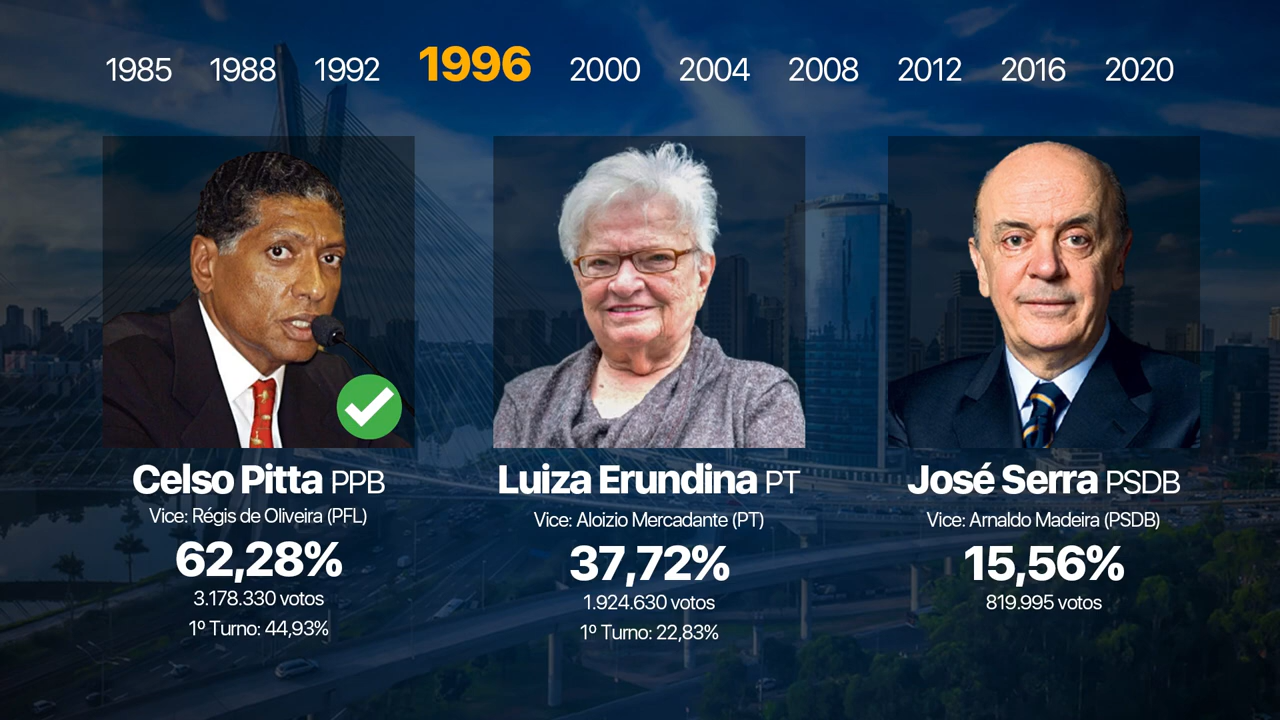 1985 1988 1992 1996 2000 2004 2008 2012 2016 2020
Celso Pitta PPB
Vice: Régis de Oliveira (PFL)
62,28%
3.178.330 votos
1º Turno: 44,93%
Luiza Erundina PT
Vice: Aloizio Mercadante (PT)
37,72%
1.924.630 votos
1º Turno: 22,83%
José Serra PSDB
Vice: Arnaldo Madeira (PSDB)
15,56%
819.995 votos